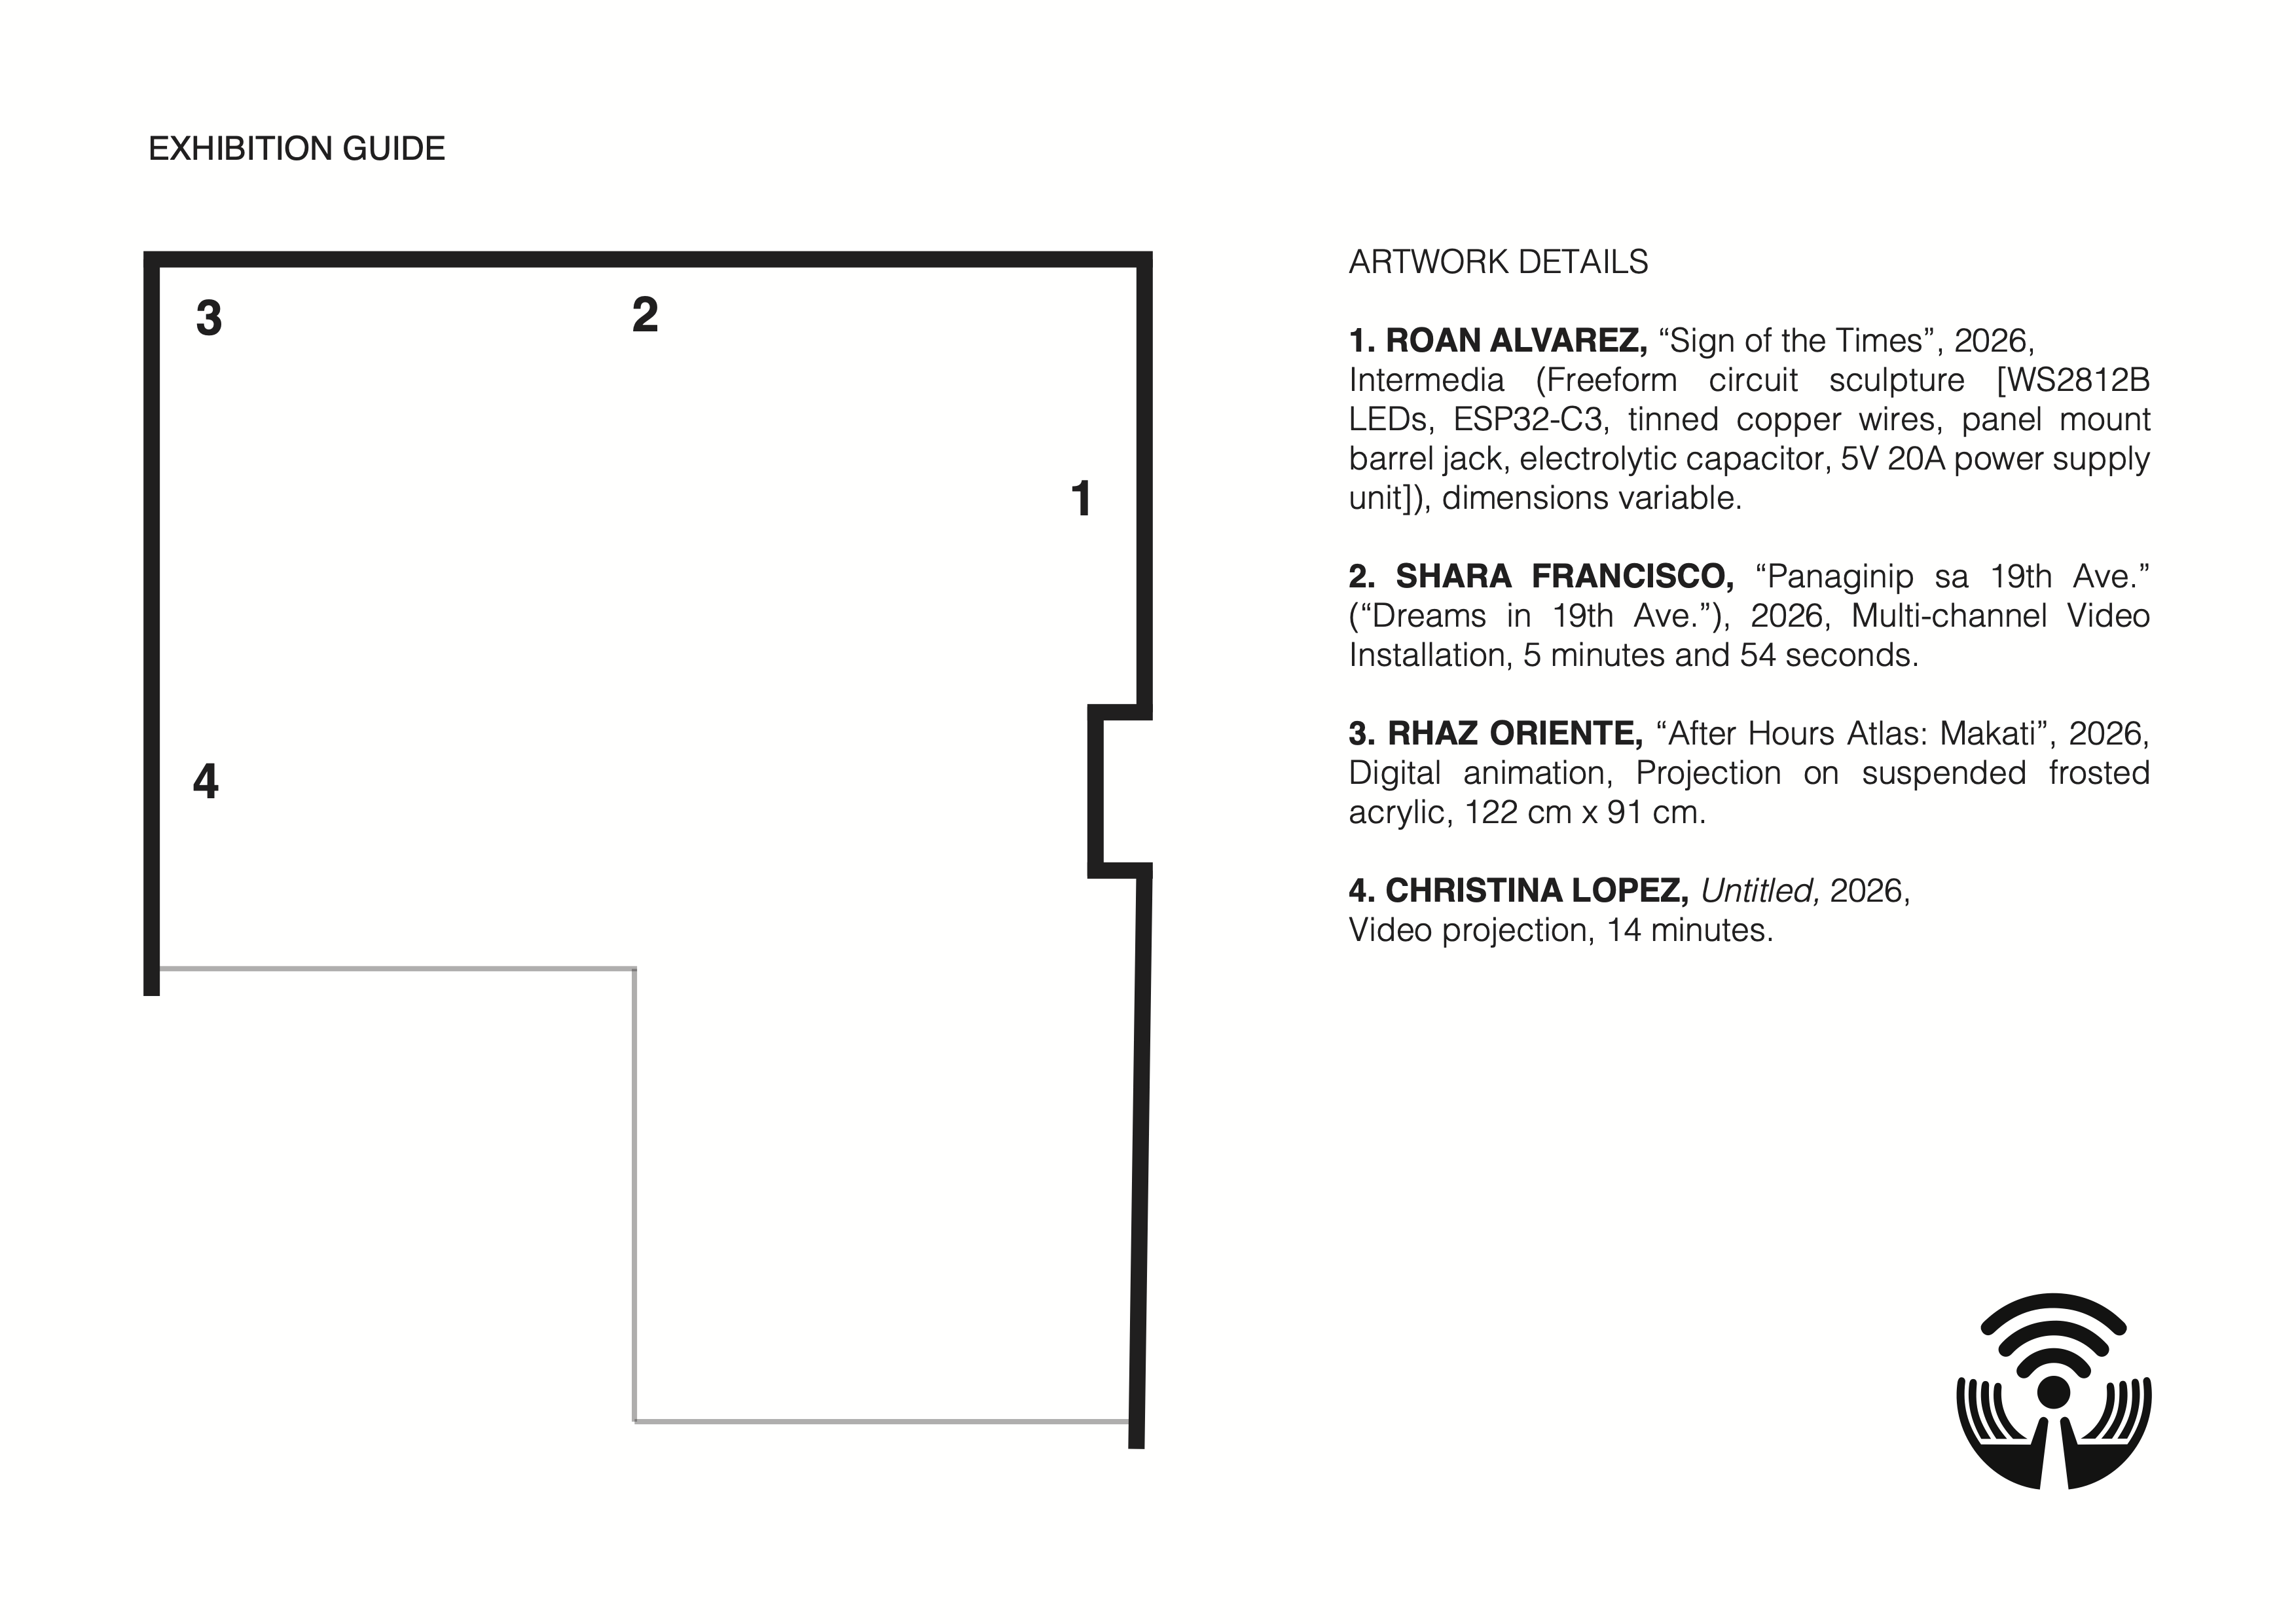 EXHIBITION GUIDE
3
2
1
4
ARTWORK DETAILS
1. ROAN ALVAREZ, “Sign of the Times”, 2026,
Intermedia (Freeform circuit sculpture [WS2812B
LEDs, ESP32-C3, tinned copper wires, panel mount
barrel jack, electrolytic capacitor, 5V 20A power supply
unit]), dimensions variable.
2. SHARA FRANCISCO, “Panaginip sa 19th Ave.”
(“Dreams in 19th Ave.”), 2026, Multi-channel Video
Installation, 5 minutes and 54 seconds.
3. RHAZ ORIENTE, “After Hours Atlas: Makati”, 2026,
Digital animation, Projection on suspended frosted
acrylic, 122 cm x 91 cm.
4. CHRISTINA LOPEZ, Untitled, 2026,
Video projection, 14 minutes.